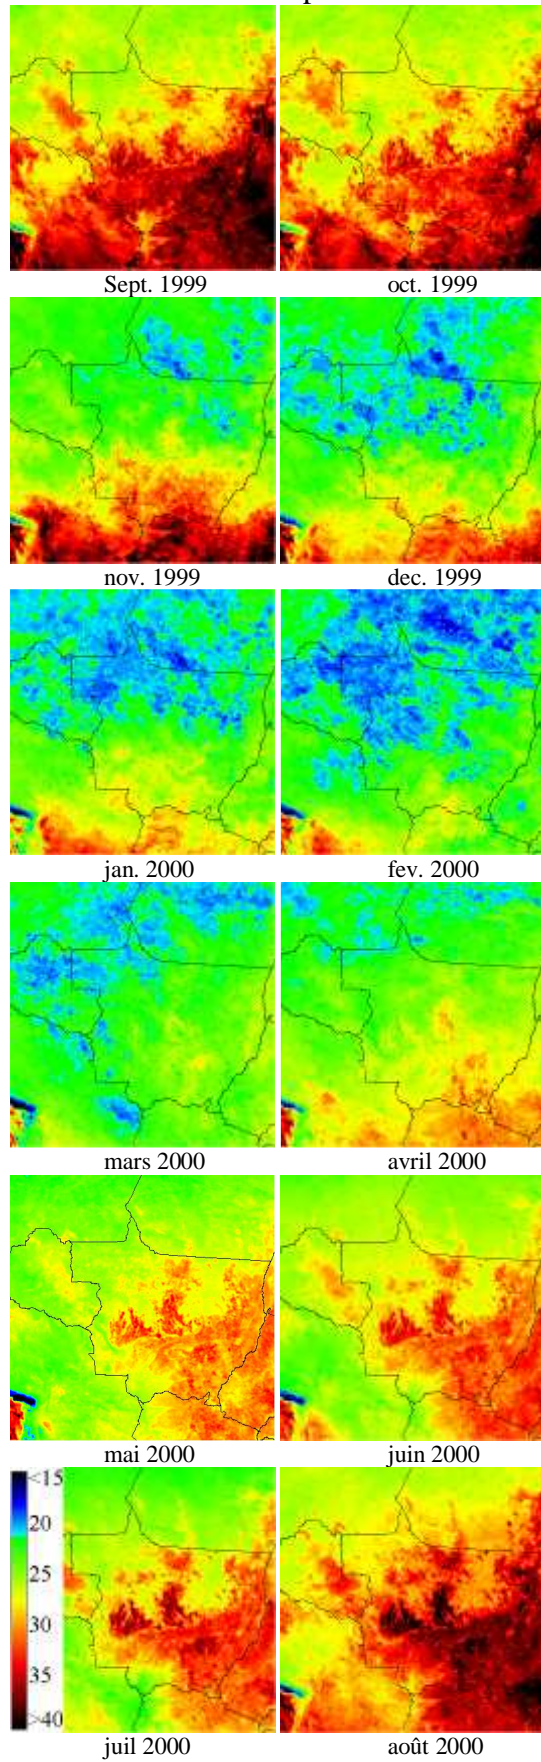 Sept. 1999
oct. 1999
nov. 1999
dec. 1999
jan. 2000
fev. 2000
mars 2000
avril 2000
mai 2000
juin 2000
<15
20
25
30
35
>40
juil 2000
août 2000